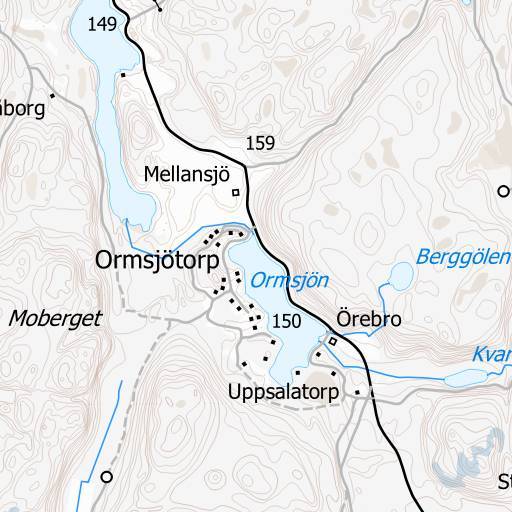 149
159
Mellansjö
Berggölen
Ormsjötorp
Ormsjön
Moberget
150
Örebro
Uppsalatorp